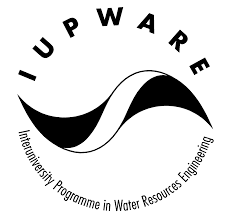 IUPWARE
Interuniversity Programme in Water Resources Engineering